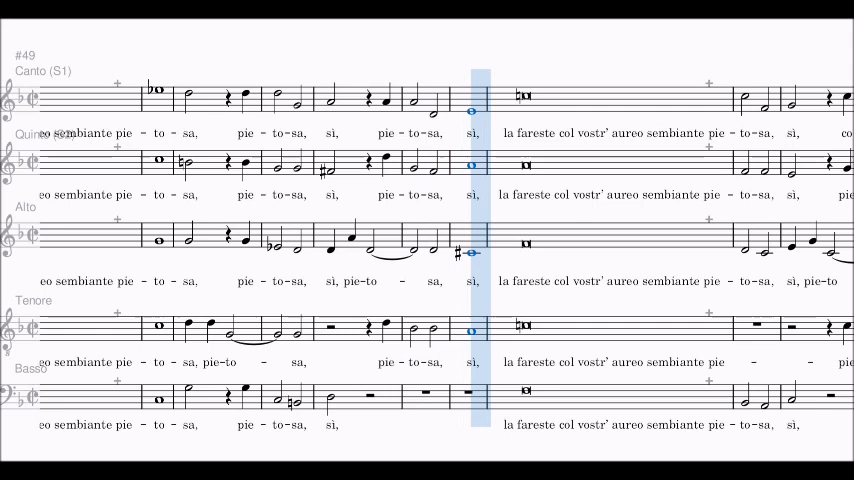 #49
Canto (S1)
eo sembiante pie - to - sa, pie - to - sa, sì, pie - to - sa, sì, la fareste col vostr' aureo sembiante pie - to - sa, sì, co
eo sembiante pie - to - sa, pie - to - sa, sì, pie - to - sa, sì, la fareste col vostr' aureo sembiante pie - to - sa, sì, pie
Alto
eo sembiante pie - to - sa, pie - to - sa, sì, pie-to - sa, sì, la fareste col vostr' aureo sembiante pie - to - sa, sì, pie-to
Tenore
eo sembiante pie - to - sa, pie-to - sa, pie - to - sa, sì, la fareste col vostr' aureo sembiante pie - - pie
Basso
eo sembiante pie - to - sa, pie - to - sa, sì, la fareste col vostr' aureo sembiante pie - to - sa, sì,